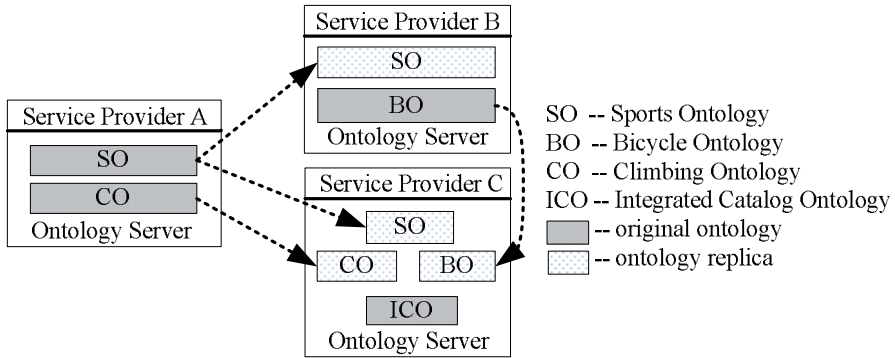 Service Provider A
SO
CO
Ontology Server
Service Provider B
SO
BO
Ontology Server
Service Provider C
SO
CO
BO
ICO
Ontology Server
SO -- Sports Ontology
BO -- Bicycle Ontology
CO -- Climbing Ontology
ICO -- Integrated Catalog Ontology
-- original ontology
-- ontology replica